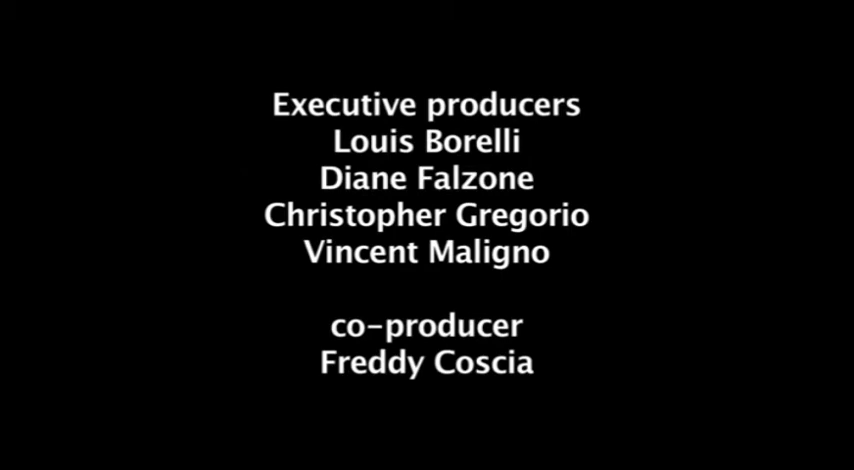 Executive producers
Louis Borelli
Diane Falzone
Christopher Gregorio
Vincent Maligno
co-producer
Freddy Coscia